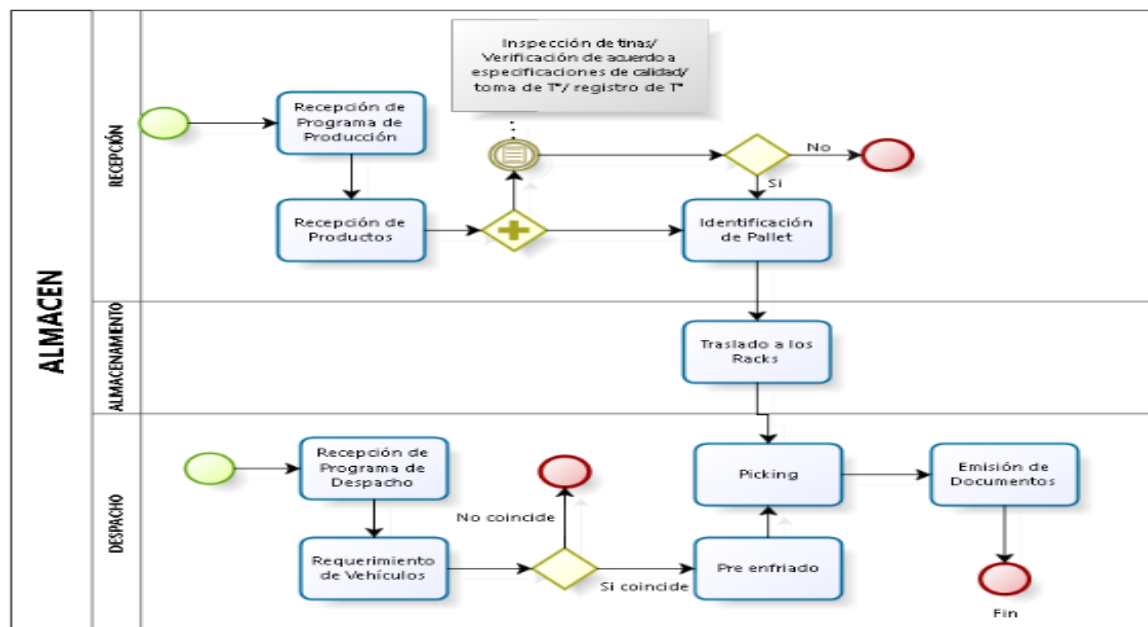 ALMACEN
RECEPCIÓN
Inspección de tinas/
Verificación de acuerdo a
especificaciones de calidad/
toma de T°/ registro de T°
Recepción de
Programa de
Producción
No
Si
Recepción de
Productos
Identificación
de Pallet
ALMACENAMIENTO
Traslado a los
Racks
DESPACHO
Recepción de
Programa de
Despacho
Picking
Emisión de
Documentos
No coincide
Requerimiento
de Vehículos
Si coincide
Pre enfriado
Fin